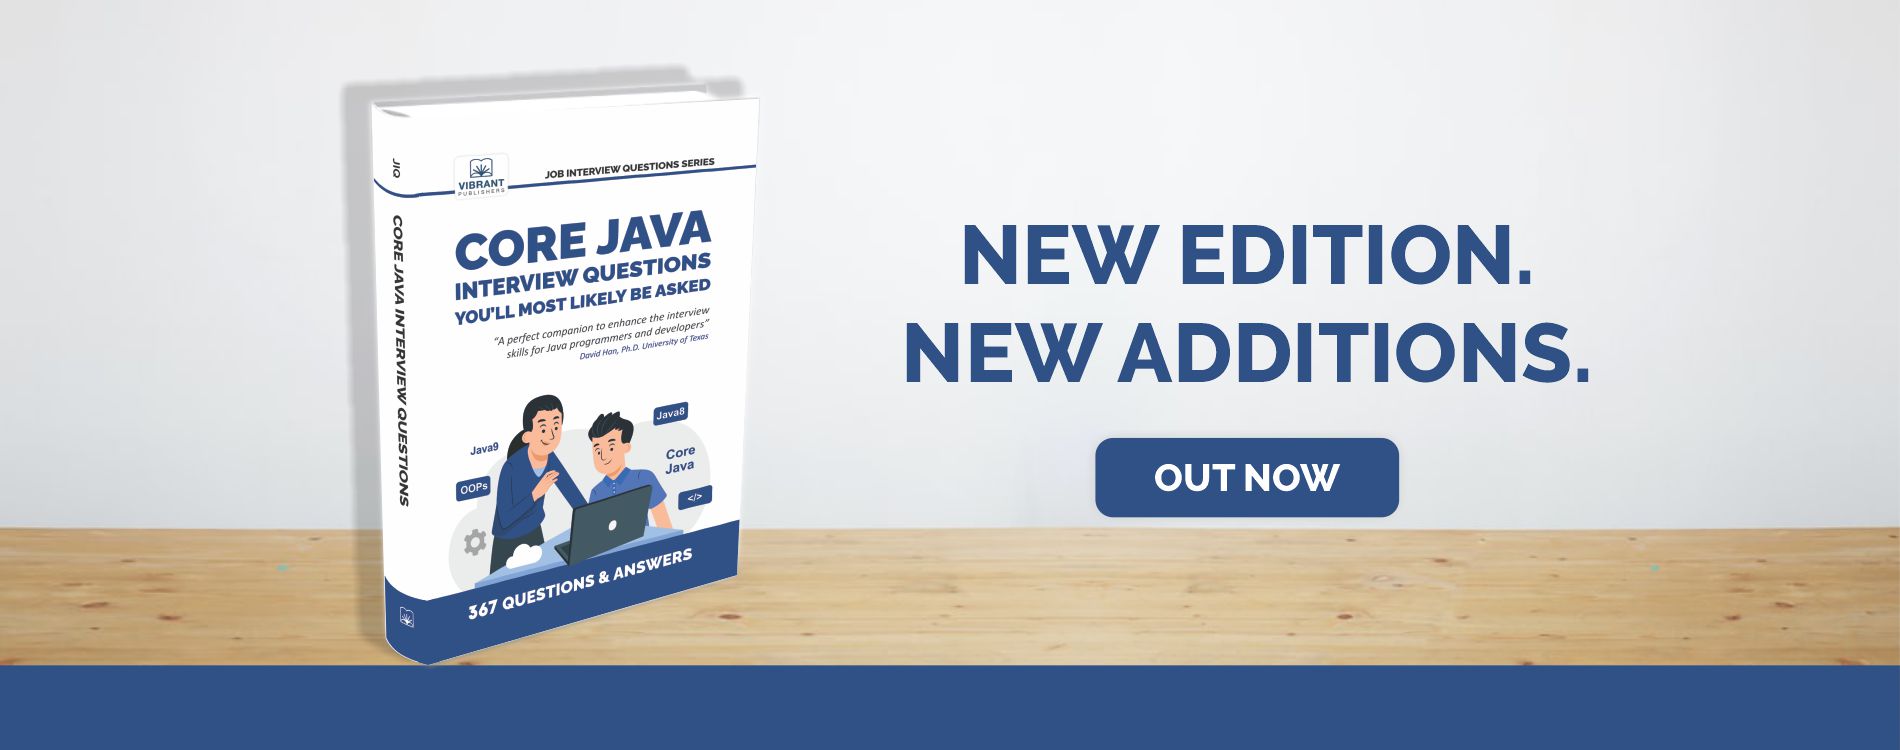 JIQ
CORE JAVA INTERVIEW QUESTIONS
VIBRANT
PUBLISHERS
JOB INTERVIEW QUESTIONS SERIES
CORE JAVA
INTERVIEW QUESTIONS
YOU'LL MOST LIKELY BE ASKED
“A perfect companion to enhance the interview
skills for Java programmers and developers”
David Han, Ph.D. University of Texas
Java9
OOPs
Java8
Core
Java
</>
367 QUESTIONS & ANSWERS
NEW EDITION.
NEW ADDITIONS.
OUT NOW